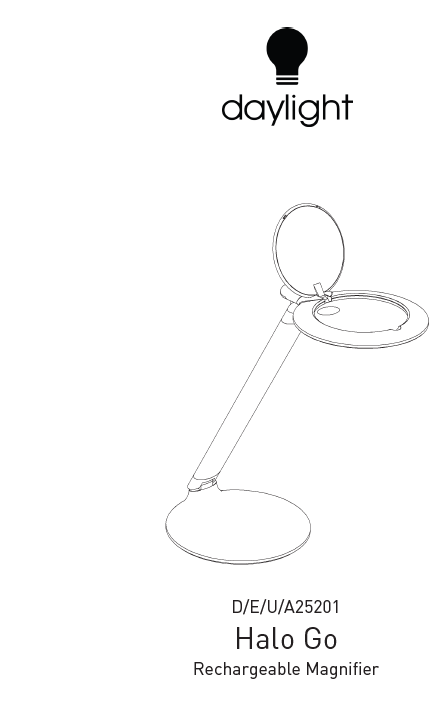 daylight
D/E/U/A25201
Halo Go
Rechargeable Magnifier